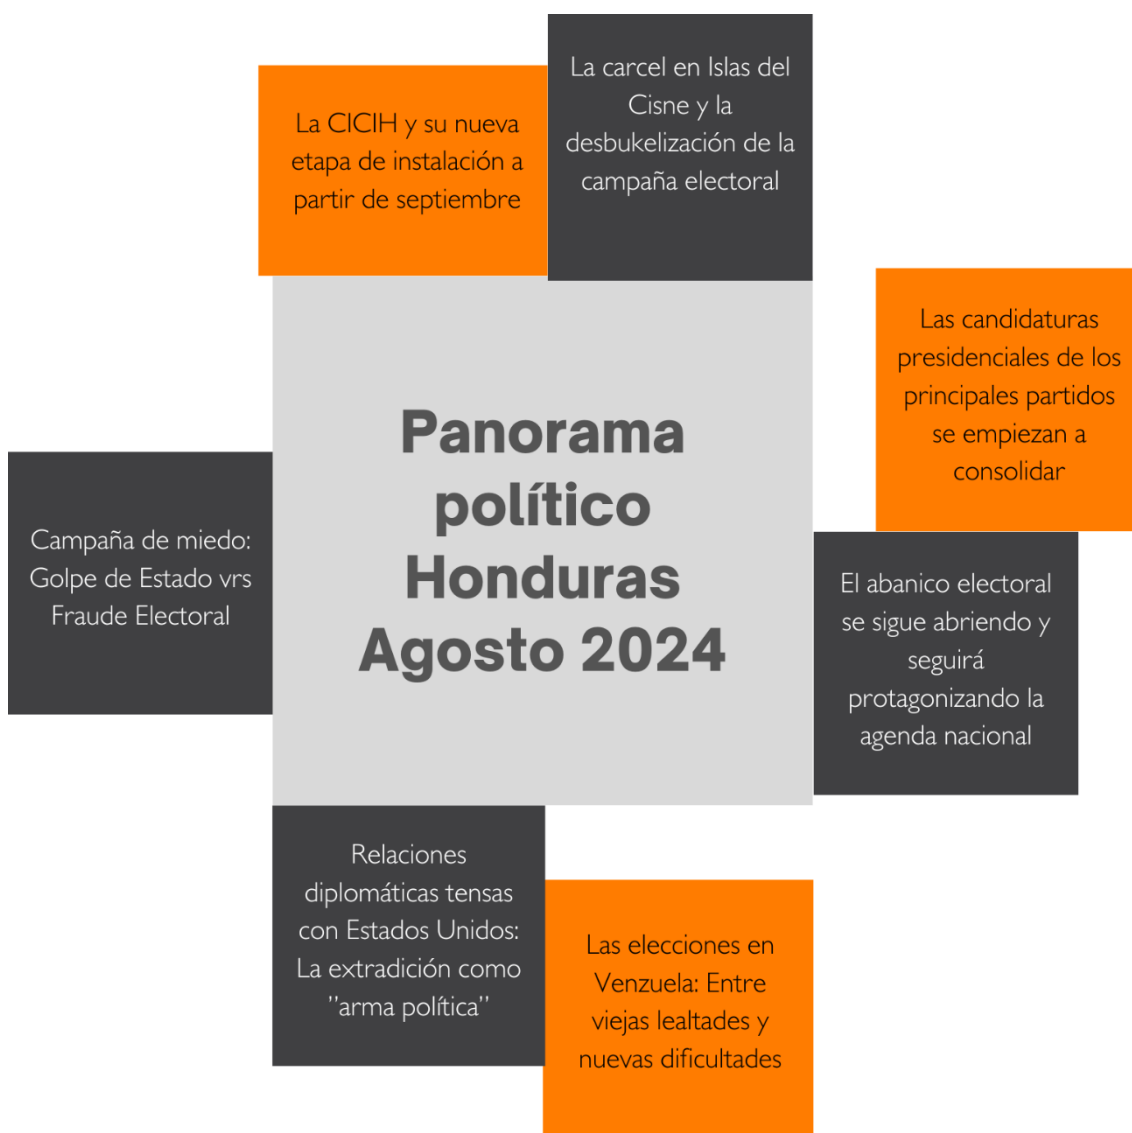 La carcel en Islas del
Cisne y la
desbukelización de la
campaña electoral
La CICIH y su nueva
etapa de instalación a
partir de septiembre
Las candidaturas
presidenciales de los
principales partidos
se empiezan a
consolidar
Panorama
político
Honduras
Agosto 2024
Campaña de miedo:
Golpe de Estado vrs
Fraude Electoral
El abanico electoral
se sigue abriendo y
seguirá
protagonizando la
agenda nacional
Relaciones
diplomáticas tensas
con Estados Unidos:
La extradición como
”arma política”
Las elecciones en
Venzuela: Entre
viejas lealtades y
nuevas dificultades